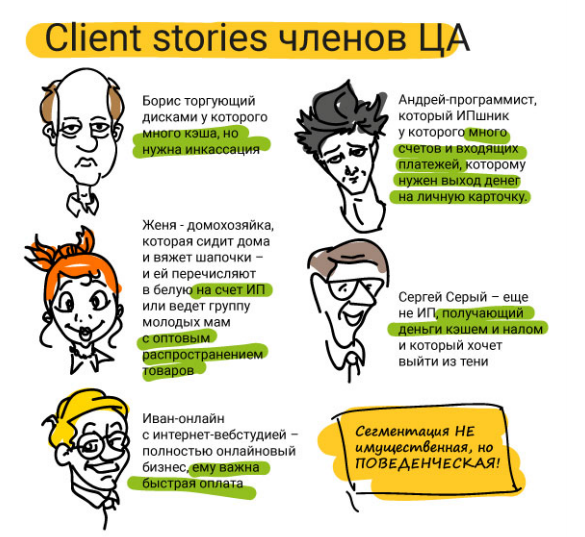 Client stories членов ЦА
Борис торгующий
дисками у которого
много кэша, но
нужна инкассация
Андрей-программист,
который ИПшник
у которого много
счетов и входящих
платежей, которому
нужен выход денег
на личную карточку.
Женя - домохозяйка,
которая сидит дома
и вяжет шапочки –
и ей перечисляют
в белую на счет ИП
или ведет группу
молодых мам
с оптовым
распространением
товаров
Сергей Серый – еще
не ИП, получающий
деньги кэшем и налом
и который хочет
выйти из тени
Иван-онлайн
с интернет-вебстудией –
полностью онлайновый
бизнес, ему важна
быстрая оплата
Сегментация НЕ
имущественная, но
ПОВЕДЕНЧЕСКАЯ!